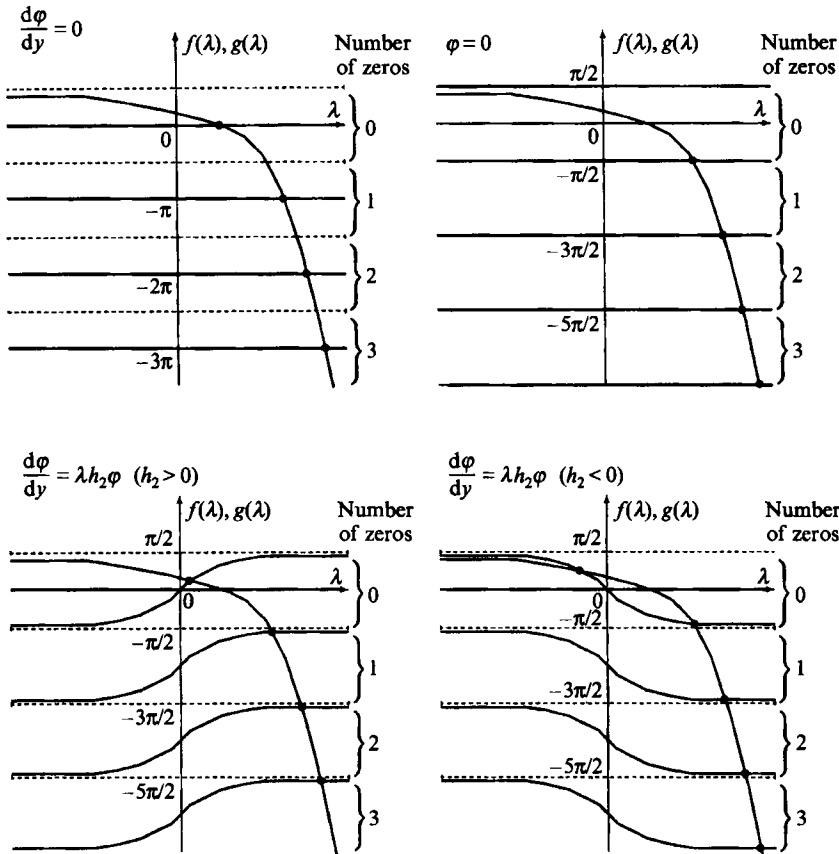 dφ/dy = 0
f(λ), g(λ)
Number
of zeros
λ
0
0
−π
1
−2π
2
−3π
3
φ = 0
f(λ), g(λ)
Number
of zeros
π/2
λ
0
0
−π/2
1
−3π/2
2
−5π/2
3
dφ/dy = λh₂φ (h₂ > 0)
f(λ), g(λ)
Number
of zeros
π/2
λ
0
0
−π/2
1
−3π/2
2
−5π/2
3
dφ/dy = λh₂φ (h₂ < 0)
f(λ), g(λ)
Number
of zeros
π/2
λ
0
0
−π/2
1
−3π/2
2
−5π/2
3